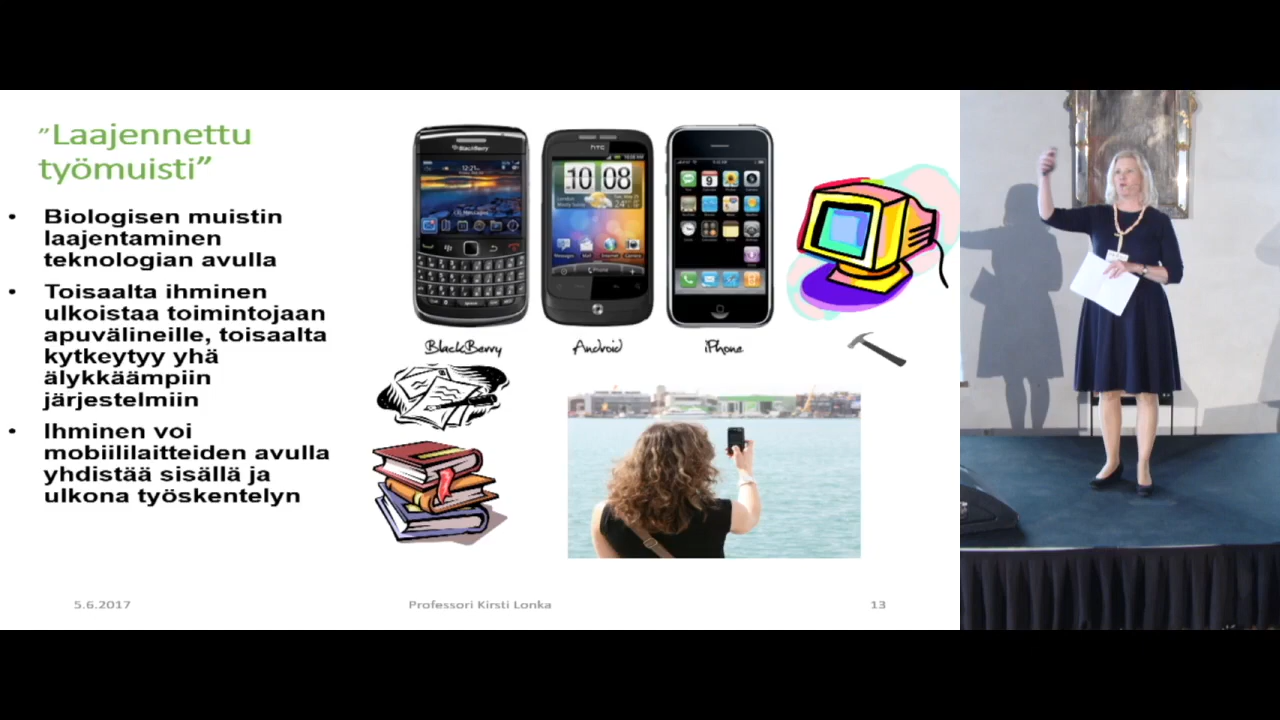 ”Laajennettu
työmuisti”
• Biologisen muistin
laajentaminen
teknologian avulla
• Toisaalta ihminen
ulkoistaa toimintojaan
apuvälineille, toisaalta
kytkeytyy yhä
älykkäämpiin
järjestelmiin
• Ihminen voi
mobiililaitteiden avulla
yhdistää sisällä ja
ulkona työskentelyn
BlackBerry
hTC
10 08
BlackBerry
Android
iPhone
5.6.2017
Professori Kirsti Lonka
13